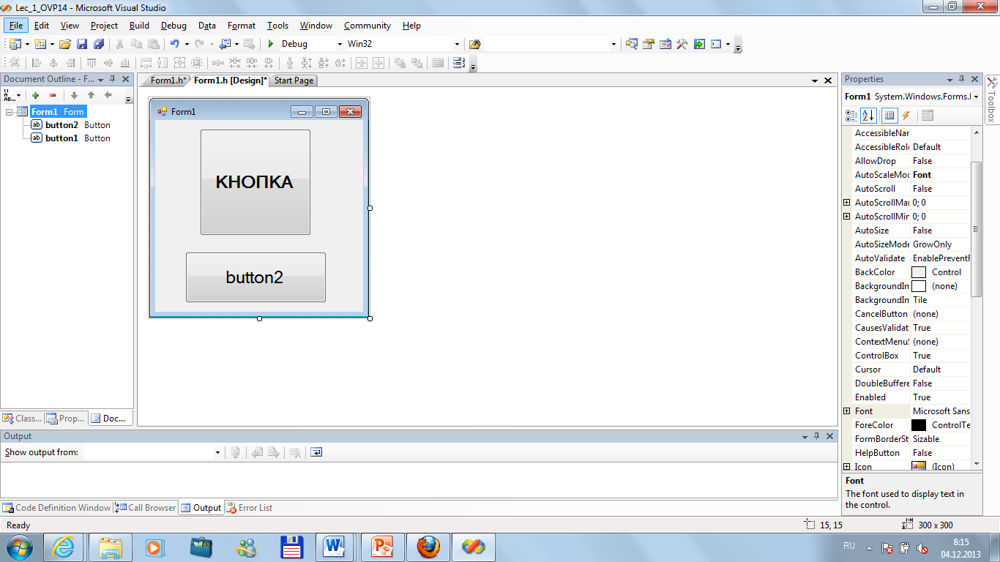 Lec_1_OVP14 - Microsoft Visual Studio
File Edit View Project Build Debug Data Format Tools Window Community Help
Debug Win32
Document Outline - F...
Form1.h* Form1.h [Design]* Start Page
Properties
Form1 System.Windows.Forms.
Toolbox
Form1 Form
button2 Button
button1 Button
Form1
КНОПКА
button2
AccessibleNar
AccessibleRole Default
AllowDrop False
AutoScaleMod Font
AutoScroll False
AutoScrollMar 0; 0
AutoScrollMin 0; 0
AutoSize False
AutoSizeMode GrowOnly
AutoValidate EnablePreventF
BackColor Control
BackgroundIm (none)
BackgroundIm Tile
CancelButton (none)
CausesValidat True
ContextMenuS (none)
ControlBox True
Cursor Default
DoubleBuffere False
Enabled True
Font Microsoft Sans
ForeColor ControlTe
FormBorderSty Sizable
HelpButton False
Icon (Icon)
Font
The font used to display text in
the control.
Class... Prop... Doc...
Output
Show output from:
Code Definition Window Call Browser Output Error List
Ready 15, 15 300 x 300
RU 8:15
04.12.2013